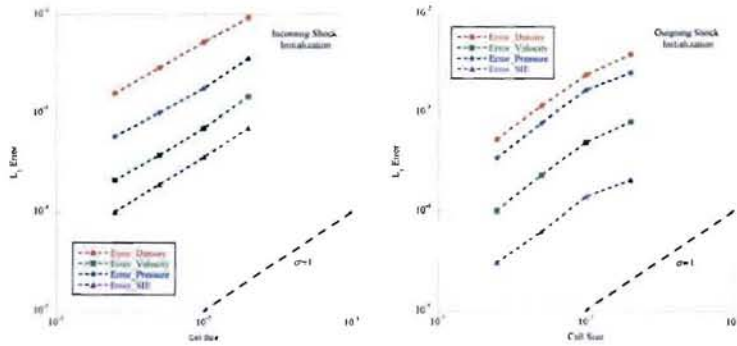 Incoming Shock
Initialization
Error_Density
Error_Velocity
Error_Pressure
Error_SIE
σ=1
L₁ Error
Cell Size
Outgoing Shock
Initialization
Error_Density
Error_Velocity
Error_Pressure
Error_SIE
σ=1
L₁ Error
Cell Size